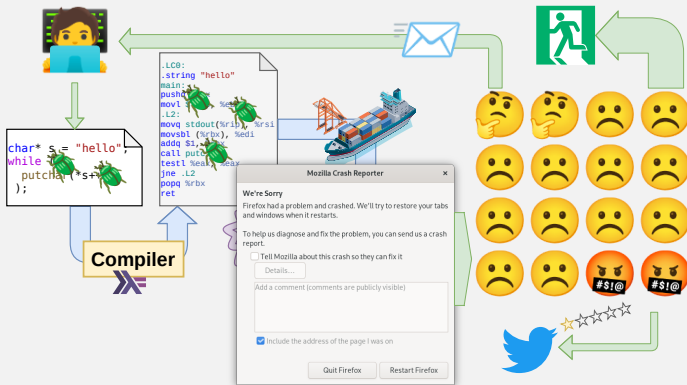 .LC0:
.string "hello"
main:
movl
.L2:
movq stdout(%rip), %rsi
movsbl (%rbx), %edi
addq $1,
call
testl %eax, %eax
jne .L2
popq %rbx
ret
char* s = "hello";
while
putcha (*s+
);
Compiler
Mozilla Crash Reporter
×
We're Sorry
Firefox had a problem and crashed. We'll try to restore your tabs
and windows when it restarts.
To help us diagnose and fix the problem, you can send us a crash
report.
Tell Mozilla about this crash so they can fix it
Details...
Add a comment (comments are publicly visible)
Include the address of the page I was on
Quit Firefox
Restart Firefox
#$!@
#$!@